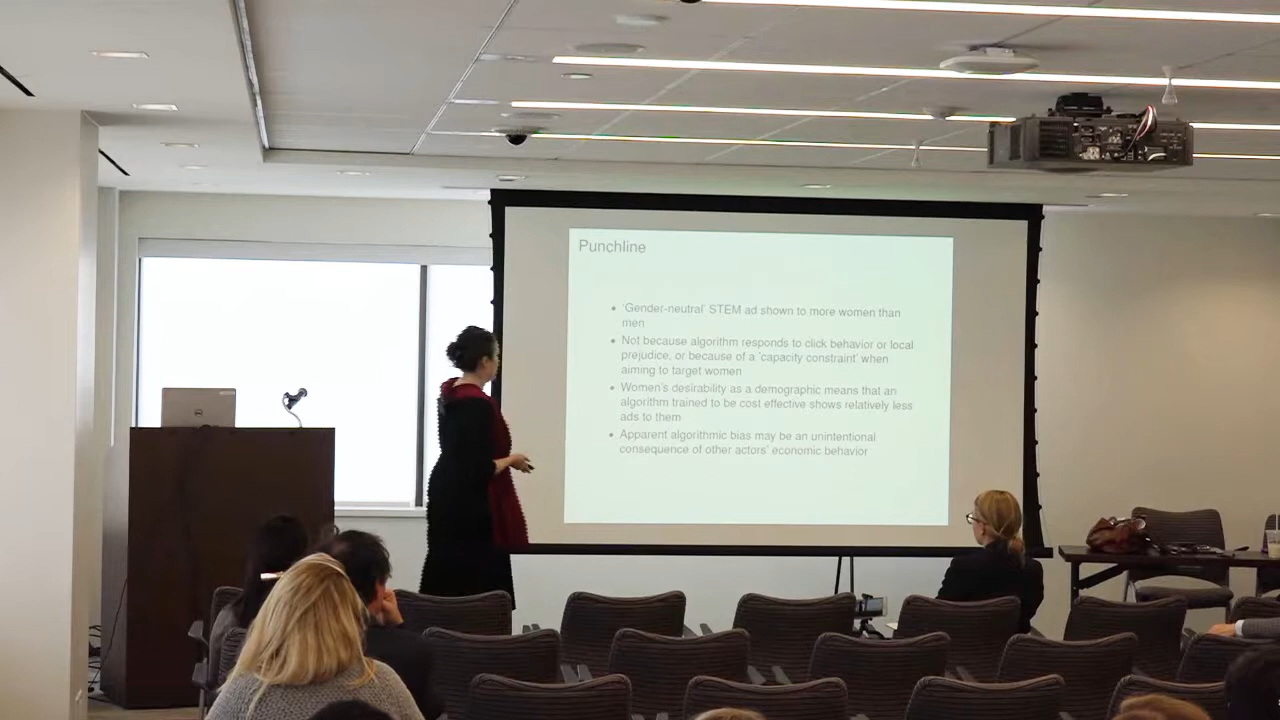 Punchline
• 'Gender-neutral' STEM ad shown to more women than
men
• Not because algorithm responds to click behavior or local
prejudice, or because of a 'capacity constraint' when
aiming to target women
• Women's desirability as a demographic means that an
algorithm trained to be cost effective shows relatively less
ads to them
• Apparent algorithmic bias may be an unintentional
consequence of other actors' economic behavior